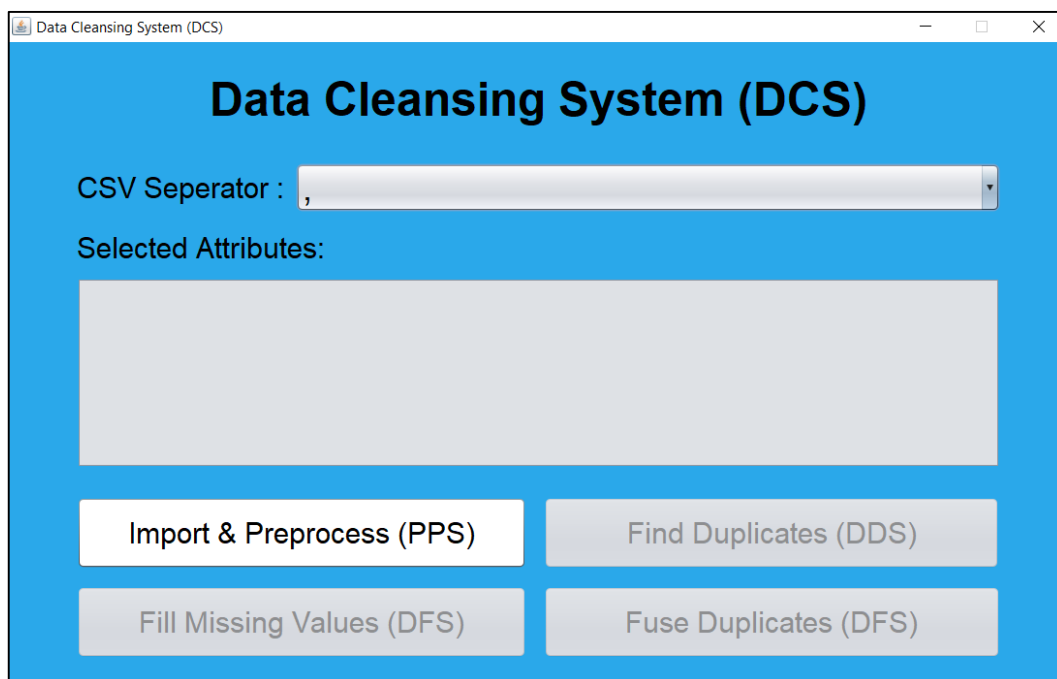 Data Cleansing System (DCS)
Data Cleansing System (DCS)
CSV Seperator : ,
Selected Attributes:
Import & Preprocess (PPS) Find Duplicates (DDS)
Fill Missing Values (DFS) Fuse Duplicates (DFS)